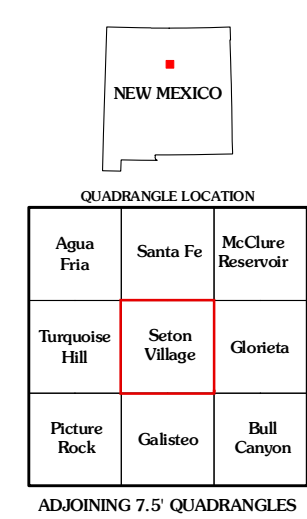 NEW MEXICO
QUADRANGLE LOCATION
Agua
Fria
Santa Fe
McClure
Reservoir
Turquoise
Hill
Seton
Village
Glorieta
Picture
Rock
Galisteo
Bull
Canyon
ADJOINING 7.5' QUADRANGLES